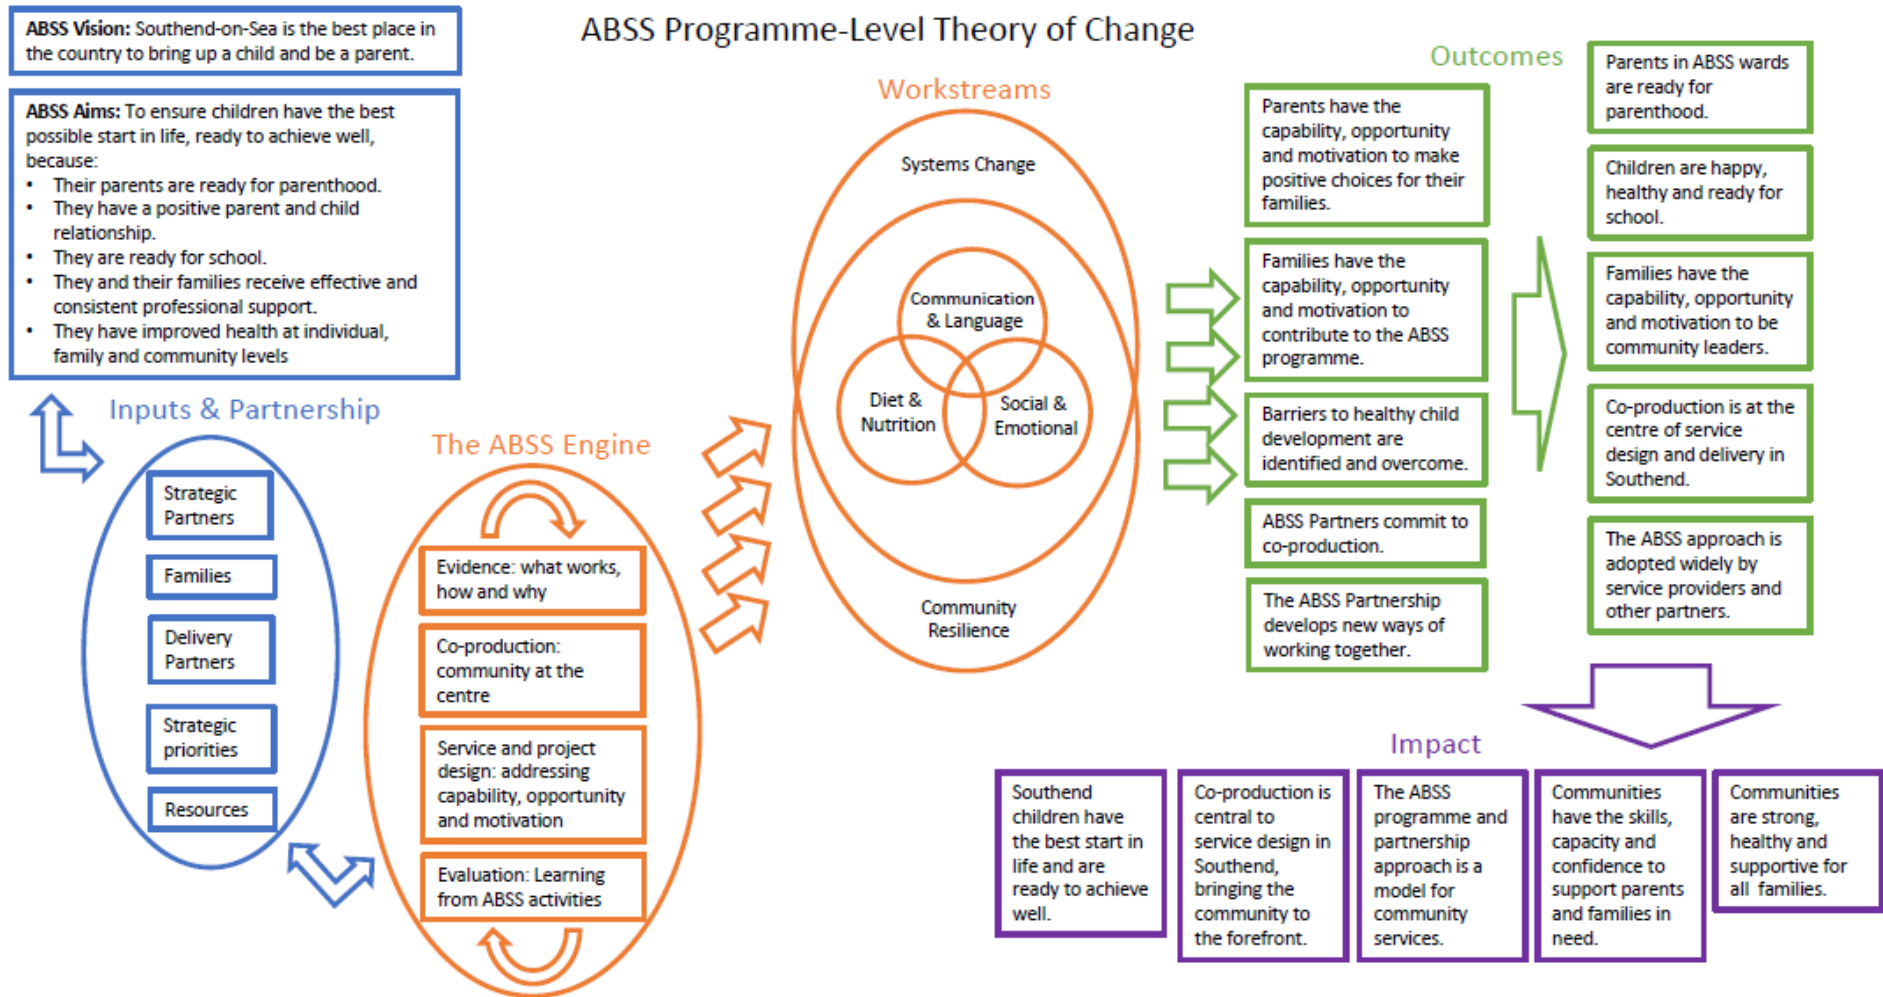 ABSS Programme-Level Theory of Change
ABSS Vision: Southend-on-Sea is the best place in
the country to bring up a child and be a parent.
ABSS Aims: To ensure children have the best
possible start in life, ready to achieve well,
because:
• Their parents are ready for parenthood.
• They have a positive parent and child
relationship.
• They are ready for school.
• They and their families receive effective and
consistent professional support.
• They have improved health at individual,
family and community levels
Inputs & Partnership
Strategic
Partners
Families
Delivery
Partners
Strategic
priorities
Resources
The ABSS Engine
Evidence: what works,
how and why
Co-production:
community at the
centre
Service and project
design: addressing
capability, opportunity
and motivation
Evaluation: Learning
from ABSS activities
Workstreams
Systems Change
Communication
& Language
Diet &
Nutrition
Social &
Emotional
Community
Resilience
Outcomes
Parents have the
capability, opportunity
and motivation to make
positive choices for their
families.
Families have the
capability, opportunity
and motivation to
contribute to the ABSS
programme.
Barriers to healthy child
development are
identified and overcome.
ABSS Partners commit to
co-production.
The ABSS Partnership
develops new ways of
working together.
Parents in ABSS wards
are ready for
parenthood.
Children are happy,
healthy and ready for
school.
Families have the
capability, opportunity
and motivation to be
community leaders.
Co-production is at the
centre of service
design and delivery in
Southend.
The ABSS approach is
adopted widely by
service providers and
other partners.
Impact
Southend
children have
the best start in
life and are
ready to achieve
well.
Co-production is
central to
service design in
Southend,
bringing the
community to
the forefront.
The ABSS
programme and
partnership
approach is a
model for
community
services.
Communities
have the skills,
capacity and
confidence to
support parents
and families in
need.
Communities
are strong,
healthy and
supportive for
all families.